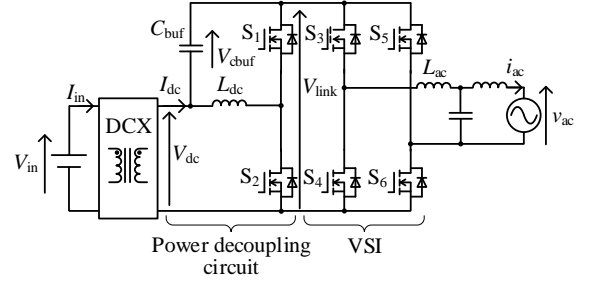 C_buf
S_1
S_3
S_5
V_cbuf
L_ac
i_ac
I_in
I_dc
L_dc
V_link
DCX
v_ac
V_in
V_dc
S_2
S_4
S_6
Power decoupling
circuit
VSI